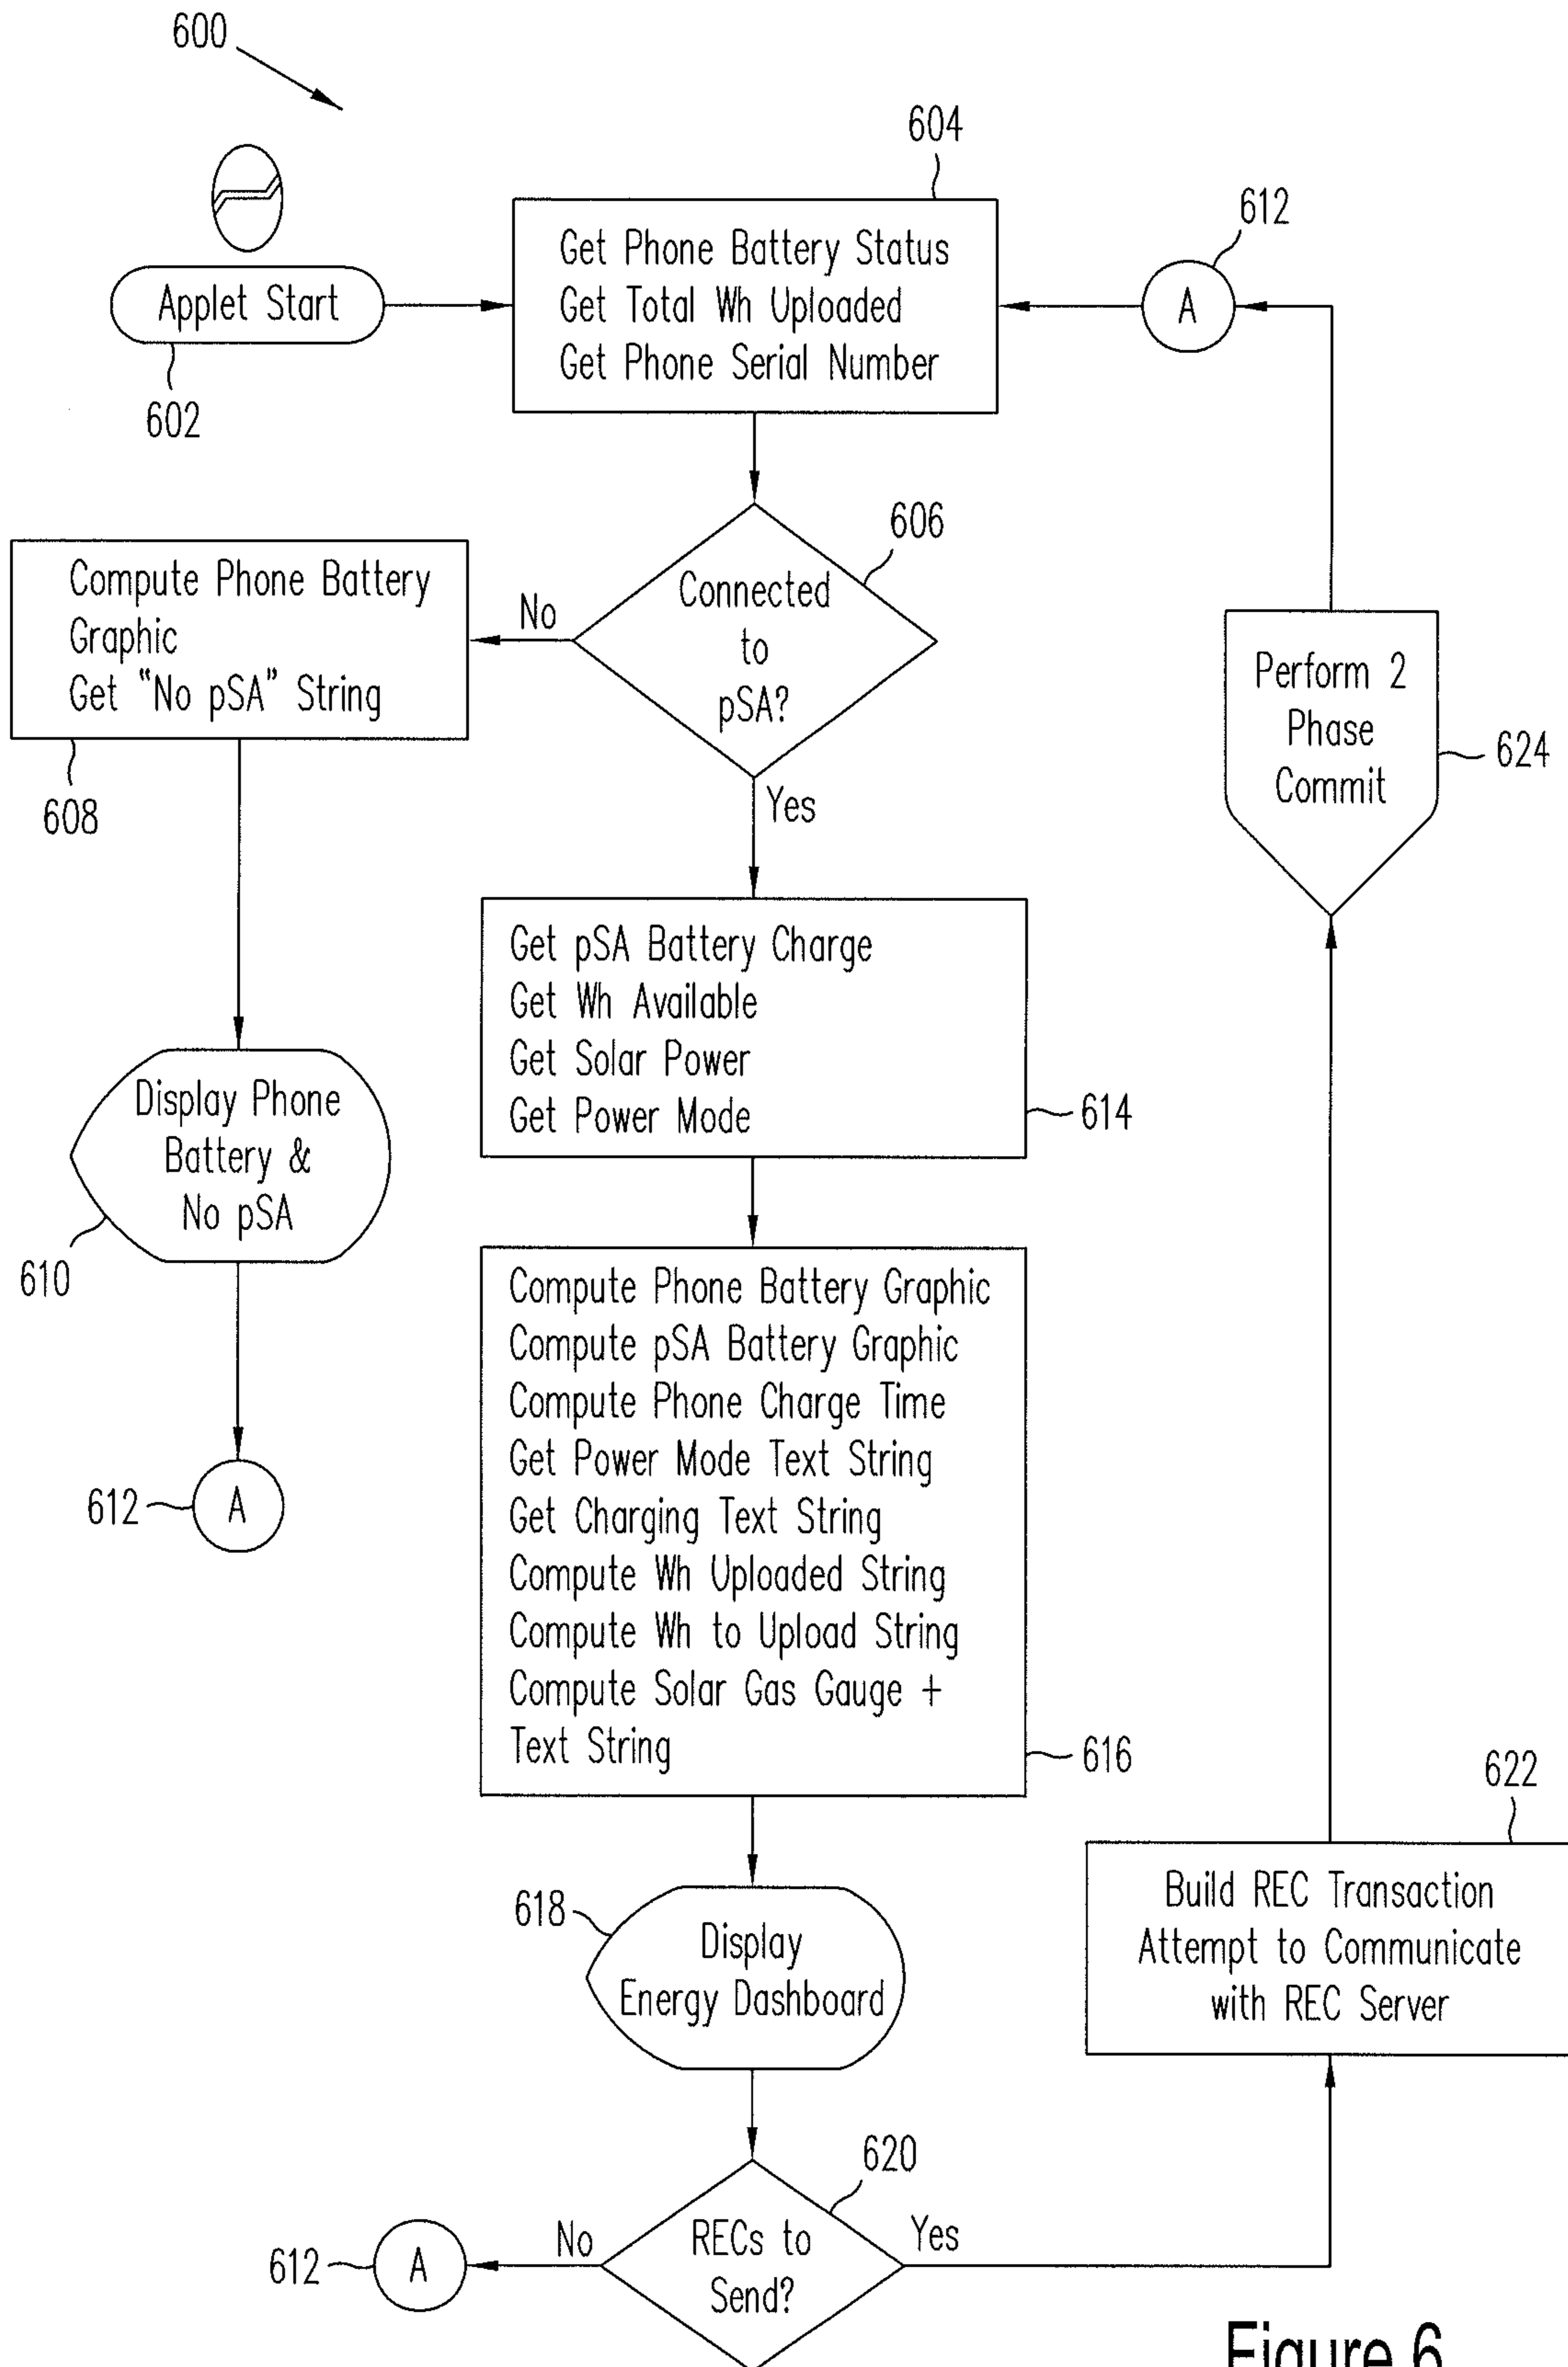 600
604
612
Applet Start
602
Get Phone Battery Status
Get Total Wh Uploaded
Get Phone Serial Number
A
606
Connected
to
pSA?
No
Yes
Compute Phone Battery
Graphic
Get "No pSA" String
608
Perform 2
Phase
Commit
624
Get pSA Battery Charge
Get Wh Available
Get Solar Power
Get Power Mode
614
Display Phone
Battery &
No pSA
610
612
A
Compute Phone Battery Graphic
Compute pSA Battery Graphic
Compute Phone Charge Time
Get Power Mode Text String
Get Charging Text String
Compute Wh Uploaded String
Compute Wh to Upload String
Compute Solar Gas Gauge +
Text String
616
622
Build REC Transaction
Attempt to Communicate
with REC Server
618
Display
Energy Dashboard
620
RECs to
Send?
No
Yes
612
A
Figure 6